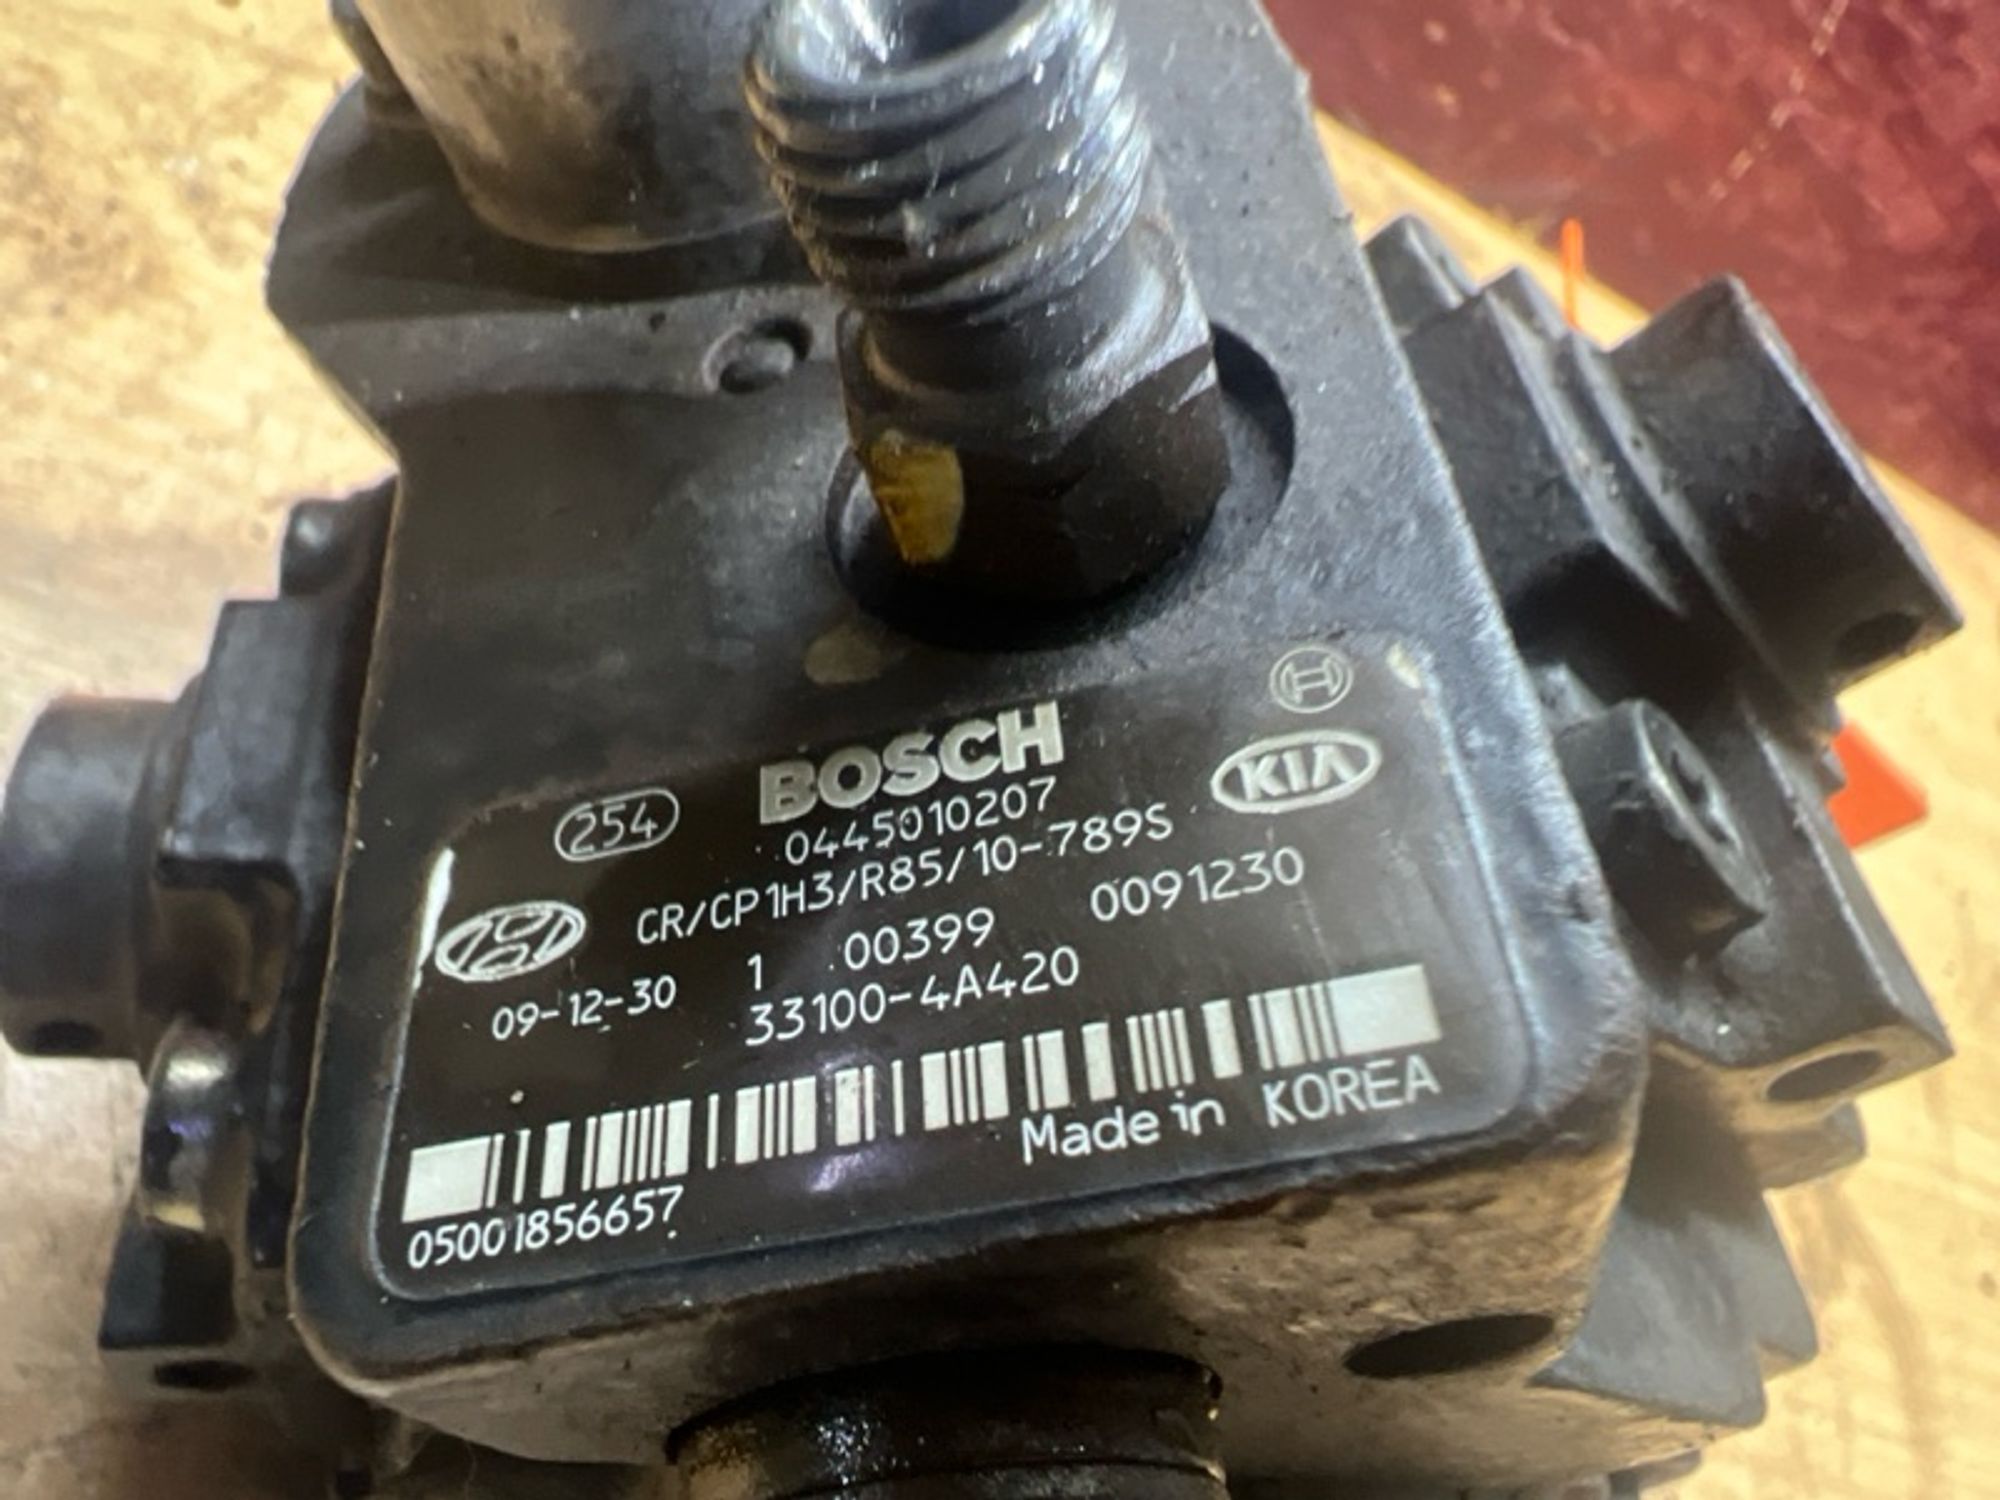 254 BOSCH
0445010207 KIA
CR/CP1H3/R85/10-789S
09-12-30 1 00399 0091230
33100-4A420
Made in KOREA
05001856657